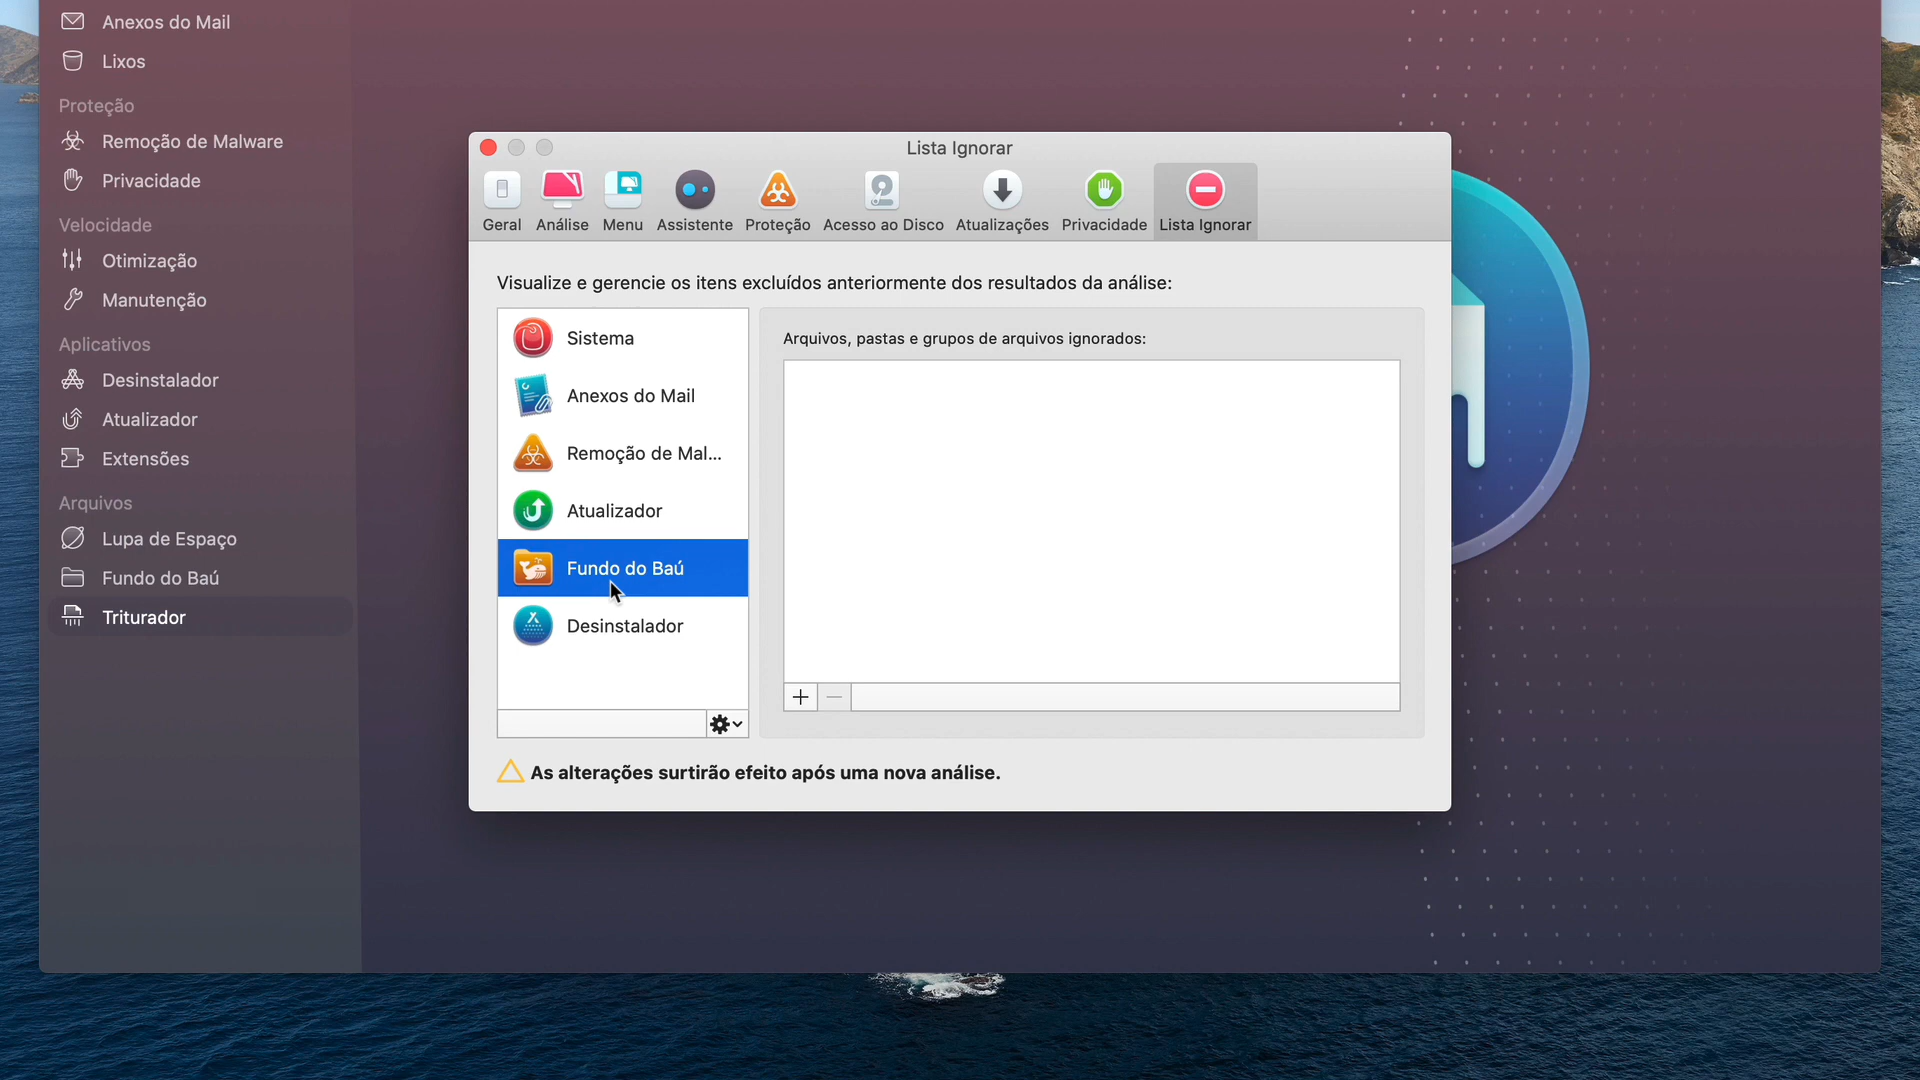 Anexos do Mail
Lixos
Proteção
Remoção de Malware
Privacidade
Velocidade
Otimização
Manutenção
Aplicativos
Desinstalador
Atualizador
Extensões
Arquivos
Lupa de Espaço
Fundo do Baú
Triturador
Lista Ignorar
Geral
Análise
Menu
Assistente
Proteção
Acesso ao Disco
Atualizações
Privacidade
Lista Ignorar
Visualize e gerencie os itens excluídos anteriormente dos resultados da análise:
Sistema
Anexos do Mail
Remoção de Mal...
Atualizador
Fundo do Baú
Desinstalador
Arquivos, pastas e grupos de arquivos ignorados:
As alterações surtirão efeito após uma nova análise.